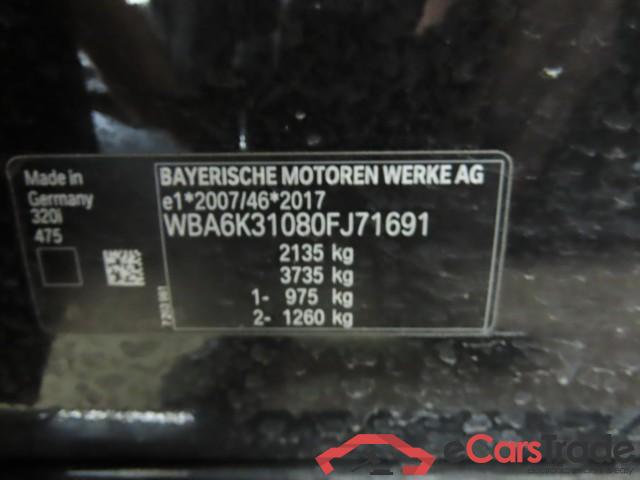 Made in
Germany
320i
475
BAYERISCHE MOTOREN WERKE AG
e1*2007/46*2017
WBA6K31080FJ71691
2135 kg
3735 kg
1- 975 kg
2- 1260 kg
eCarsTrade